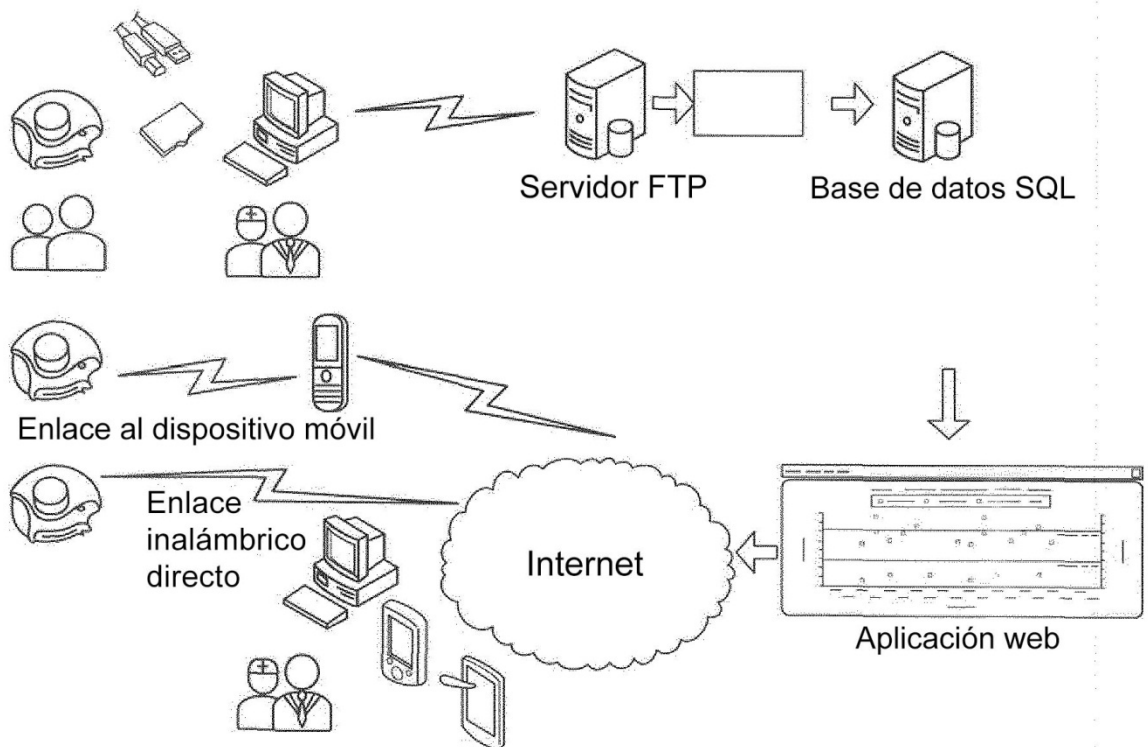 Servidor FTP
Base de datos SQL
Enlace al dispositivo móvil
Enlace
inalámbrico
directo
Internet
Aplicación web